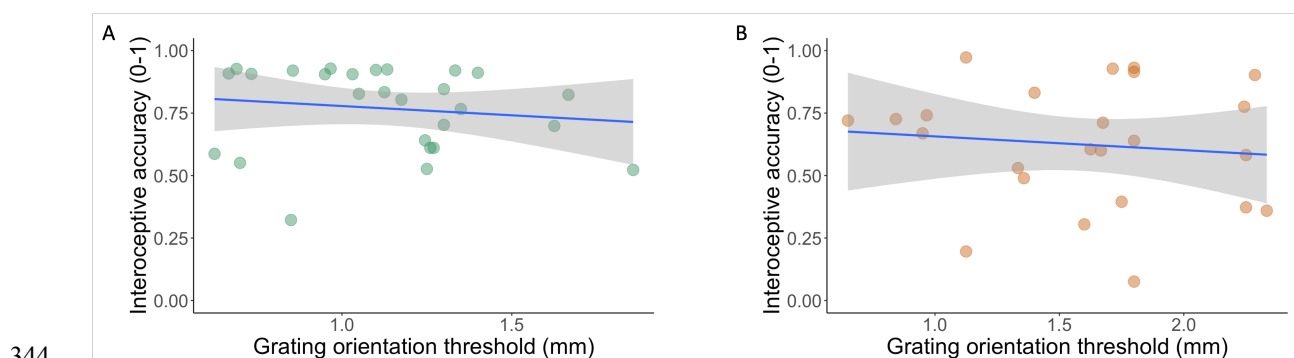 A
B
Interoceptive accuracy (0-1)
1.00
0.75
0.50
0.25
0.00
1.0
1.5
Grating orientation threshold (mm)
Interoceptive accuracy (0-1)
1.00
0.75
0.50
0.25
0.00
1.0
1.5
2.0
Grating orientation threshold (mm)
344